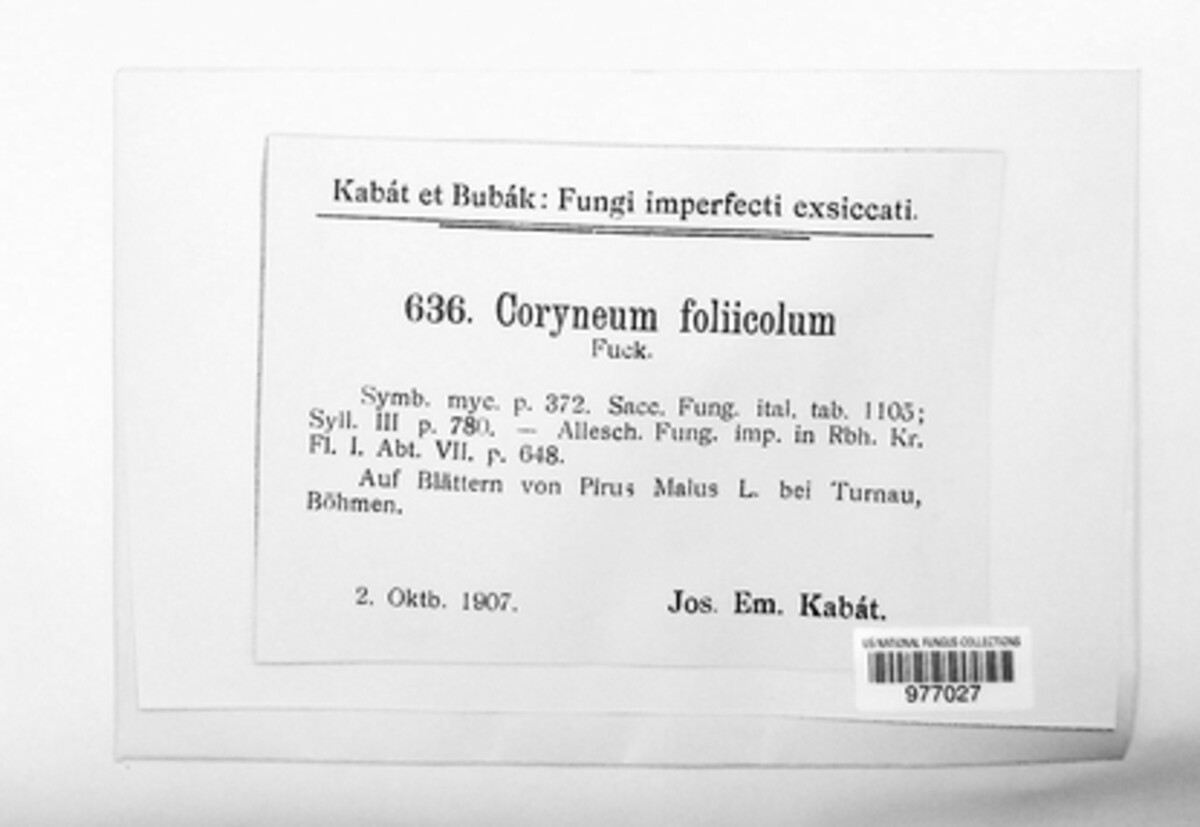 Kabát et Bubák: Fungi imperfecti exsiccati.
636. Coryneum foliicolum
Fuck.
Symb. myc. p. 372. Sacc. Fung. ital. tab. 1105;
Syll. III p. 780. — Allesch. Fung. imp. in Rbh. Kr.
Fl. I. Abt. VII. p. 648.
Auf Blättern von Pirus Malus L. bei Turnau,
Böhmen.
2. Oktb. 1907. Jos. Em. Kabát.
US NATIONAL FUNGUS COLLECTIONS
977027